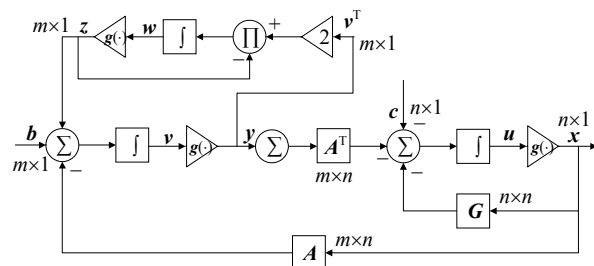 m×1 z w + v^T
g(·) ∫ ∏ 2 m×1
−
c n×1
b v y A^T − u n×1 x
∑ ∫ g(·) ∑ − ∑ ∫ g(·)
m×1 − m×n −
G n×n
A m×n